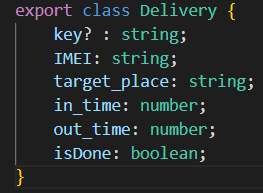 export class Delivery {
    key? : string;
    IMEI: string;
    target_place: string;
    in_time: number;
    out_time: number;
    isDone: boolean;
}